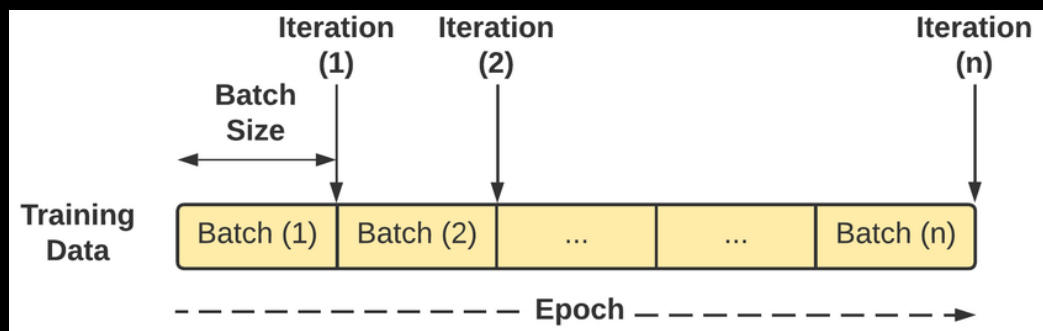 Iteration
(1)
Iteration
(2)
Iteration
(n)
Batch
Size
Training
Data
Batch (1)
Batch (2)
...
...
Batch (n)
Epoch